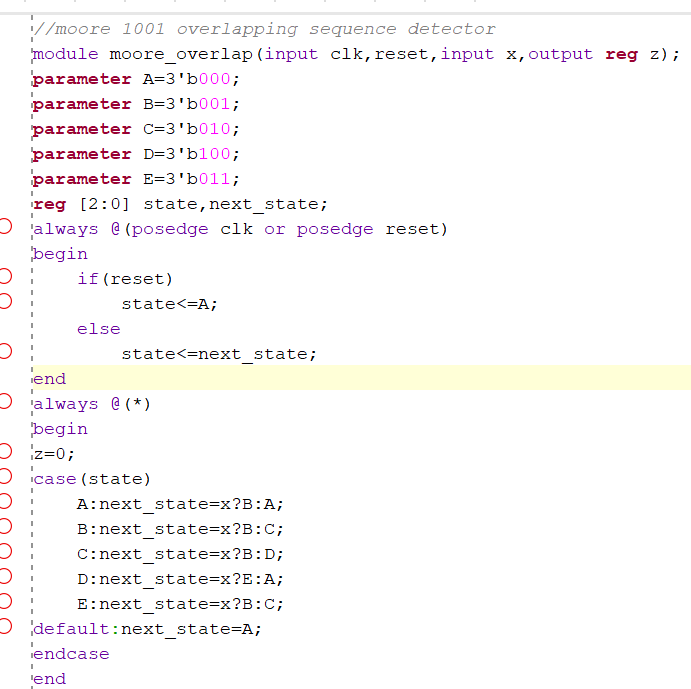 //moore 1001 overlapping sequence detector
module moore_overlap(input clk,reset,input x,output reg z);
parameter A=3'b000;
parameter B=3'b001;
parameter C=3'b010;
parameter D=3'b100;
parameter E=3'b011;
reg [2:0] state,next_state;
always @(posedge clk or posedge reset)
begin
    if(reset)
        state<=A;
    else
        state<=next_state;
end
always @(*)
begin
z=0;
case(state)
    A:next_state=x?B:A;
    B:next_state=x?B:C;
    C:next_state=x?B:D;
    D:next_state=x?E:A;
    E:next_state=x?B:C;
default:next_state=A;
endcase
end